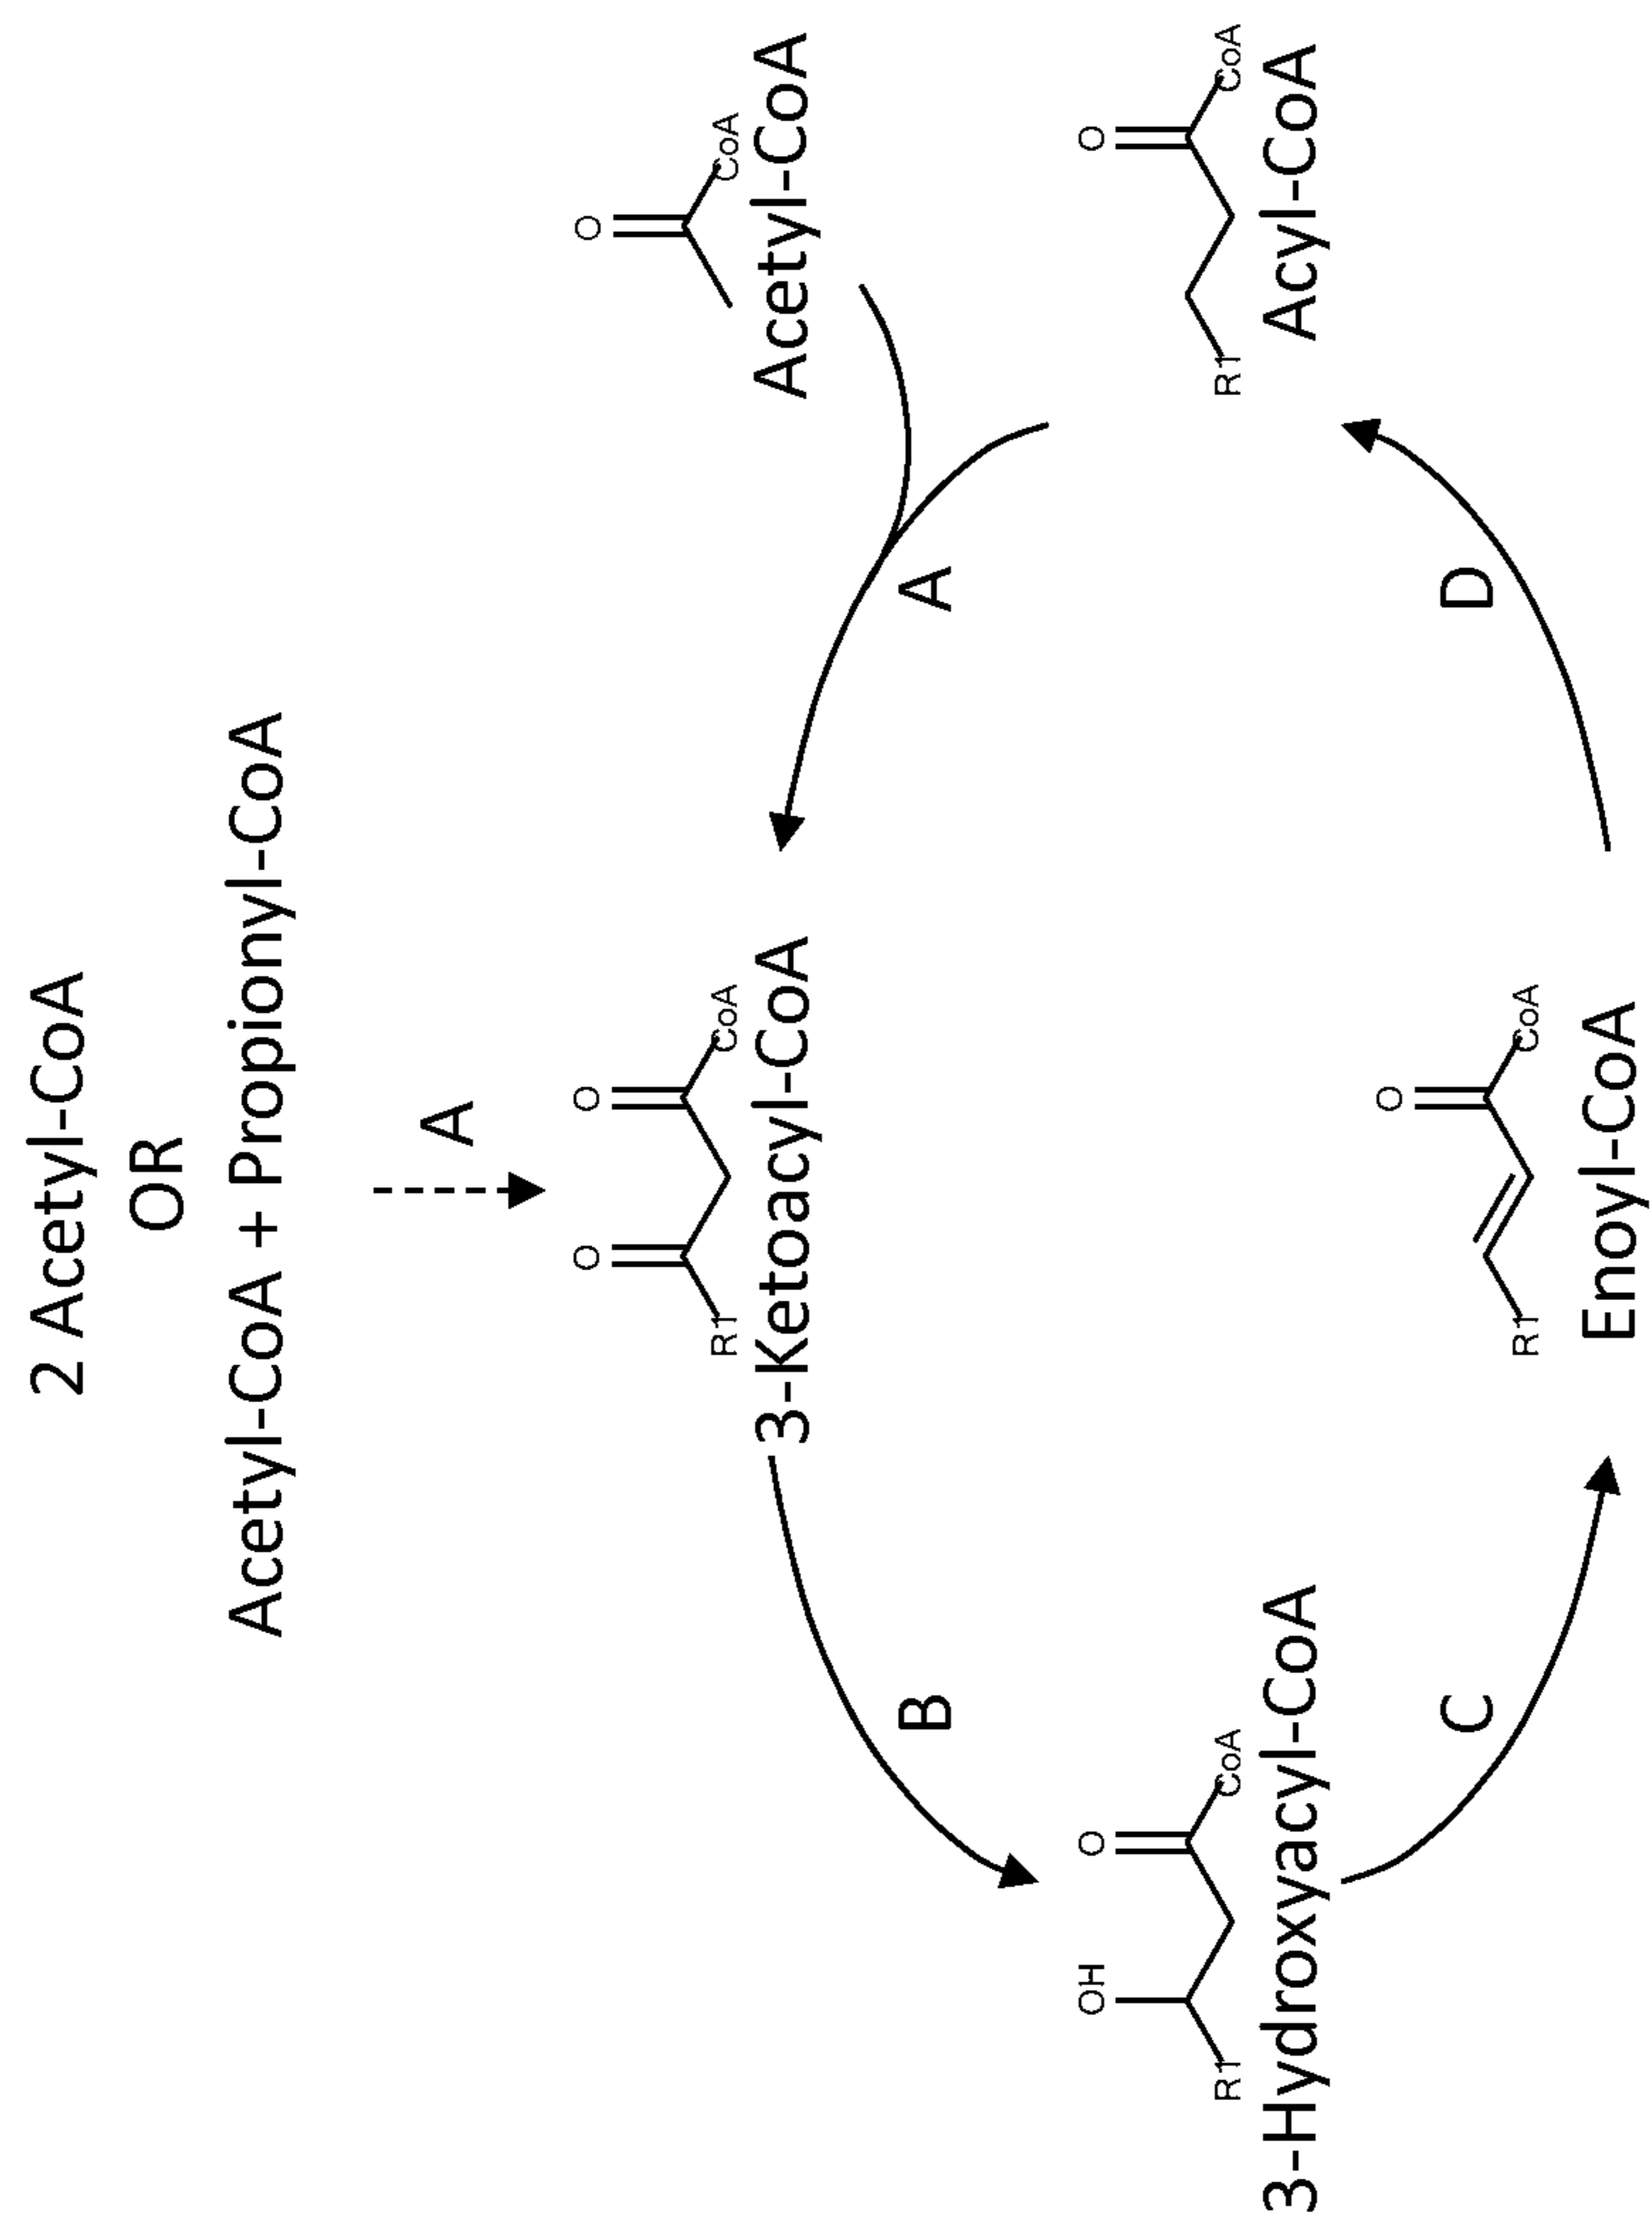 2 Acetyl-CoA
OR
Acetyl-CoA + Propionyl-CoA
A
O
O
R1
CoA
3-Ketoacyl-CoA
O
CoA
Acetyl-CoA
B
A
OH
O
R1
CoA
3-Hydroxyacyl-CoA
O
R1
CoA
Acyl-CoA
C
D
O
R1
CoA
Enoyl-CoA